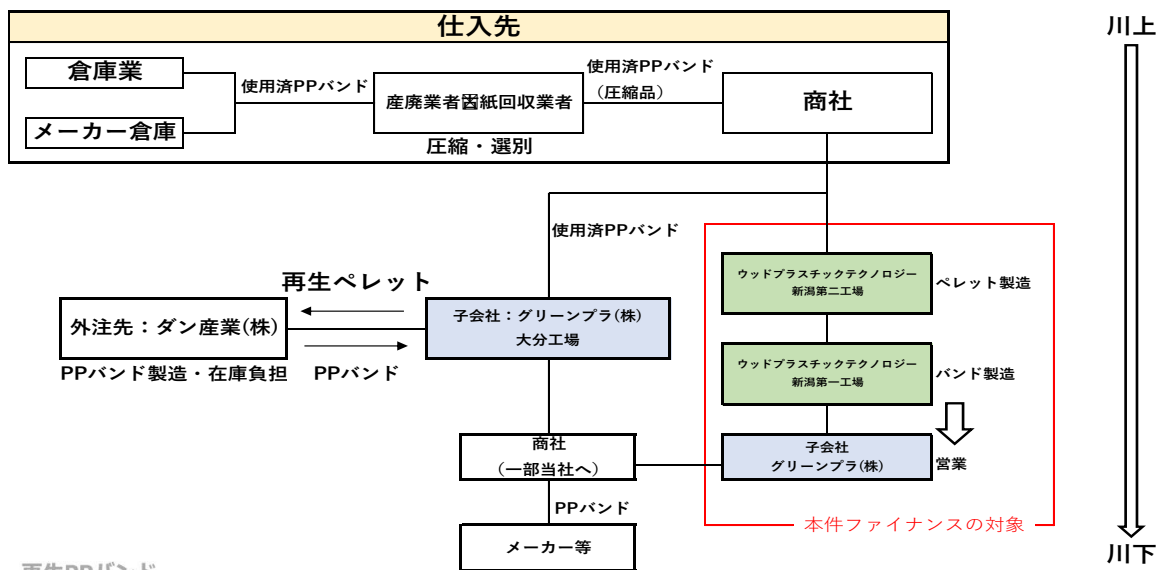 仕入先
川上
倉庫業
メーカー倉庫
使用済PPバンド
産廃業者 紙回収業者
圧縮・選別
使用済PPバンド
（圧縮品）
商社
使用済PPバンド
再生ペレット
外注先：ダン産業(株)
PPバンド製造・在庫負担
PPバンド
子会社：グリーンプラ(株)
大分工場
ウッドプラスチックテクノロジー
新潟第二工場
ペレット製造
ウッドプラスチックテクノロジー
新潟第一工場
バンド製造
子会社
グリーンプラ(株)
営業
商社
（一部当社へ）
PPバンド
メーカー等
本件ファイナンスの対象
川下
再生PPバンド